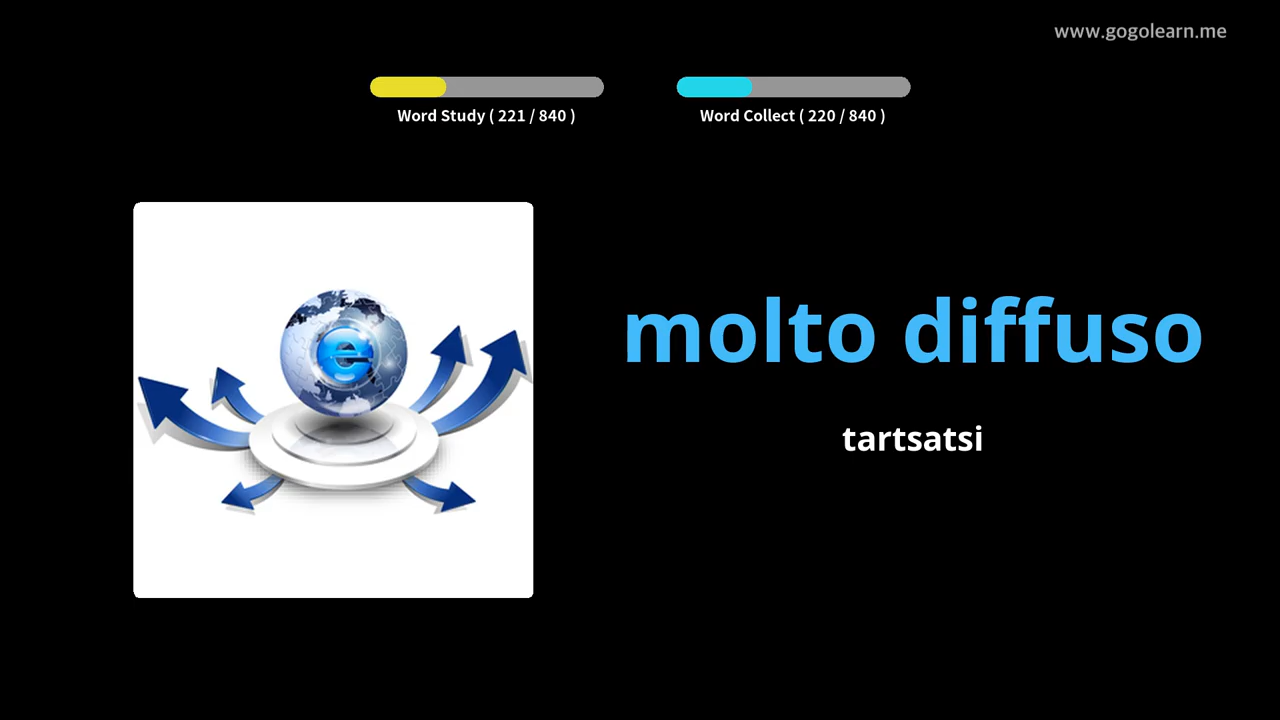 www.gogolearn.me
Word Study ( 221 / 840 )
Word Collect ( 220 / 840 )
e
molto diffuso
tartsatsi